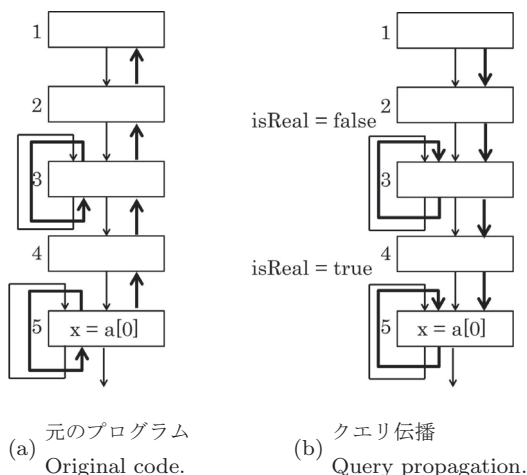 1
2
3
4
5
x = a[0]
(a) 元のプログラム
Original code.
1
2
isReal = false
3
4
isReal = true
5
x = a[0]
(b) クエリ伝播
Query propagation.